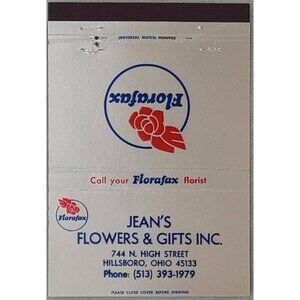 UNIVERSAL MATCH, MEMPHIS
Florafax
Call your Florafax florist
Florafax
JEAN'S
FLOWERS & GIFTS INC.
744 N. HIGH STREET
HILLSBORO, OHIO 45133
Phone: (513) 393-1979
PLEASE CLOSE COVER BEFORE STRIKING